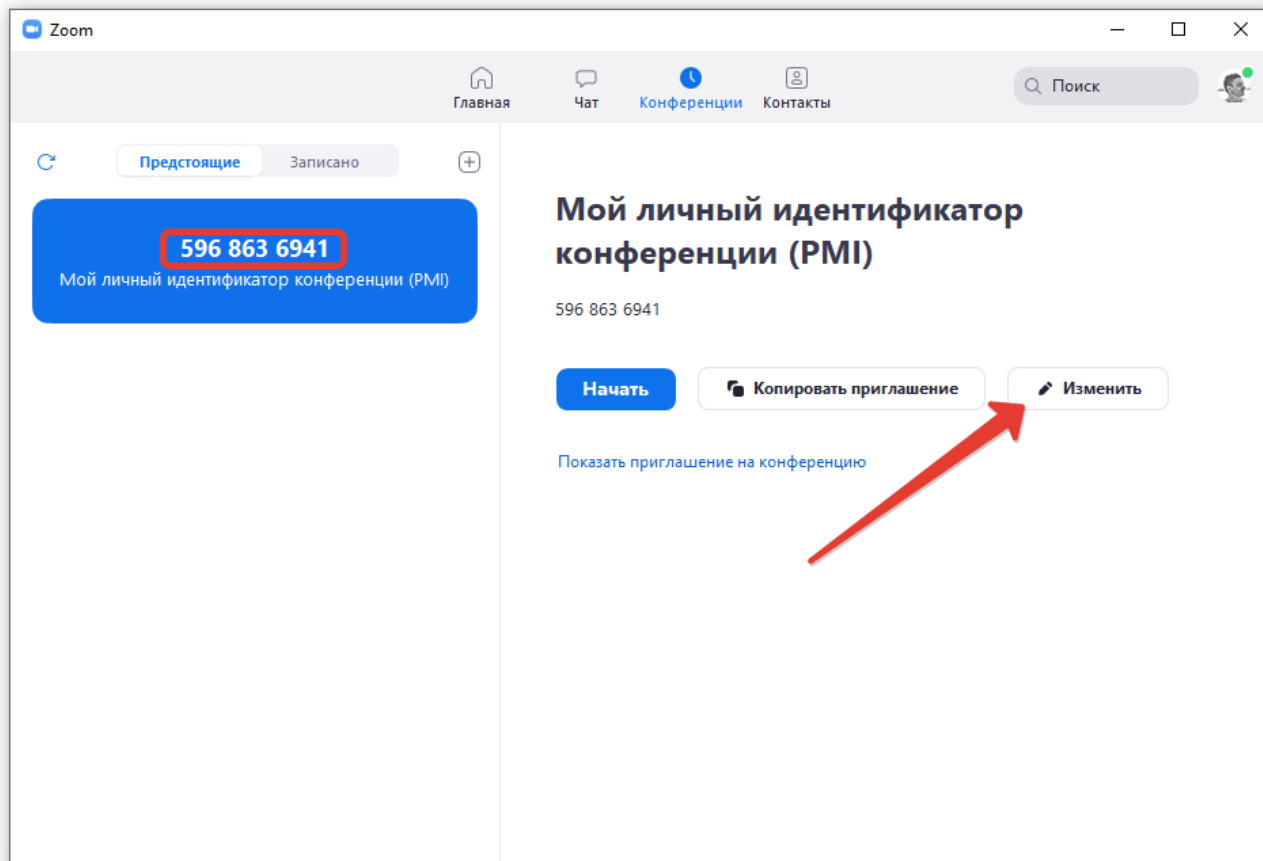 Zoom
Главная
Чат
Конференции
Контакты
Поиск
Предстоящие
Записано
596 863 6941
Мой личный идентификатор конференции (PMI)
Мой личный идентификатор
конференции (PMI)
596 863 6941
Начать
Копировать приглашение
Изменить
Показать приглашение на конференцию